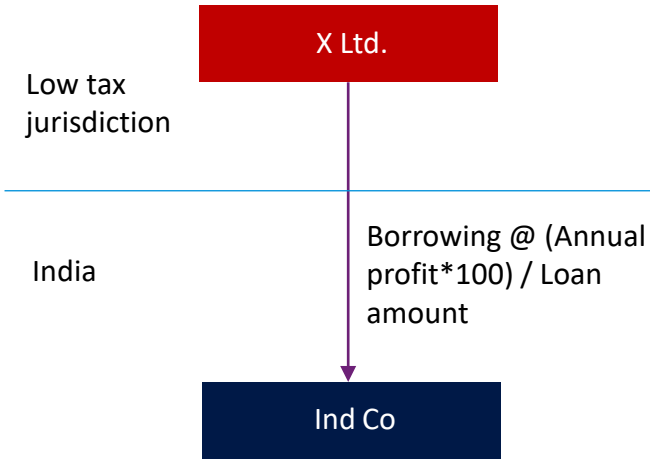 X Ltd.
Low tax
jurisdiction
India
Borrowing @ (Annual
profit*100) / Loan
amount
Ind Co